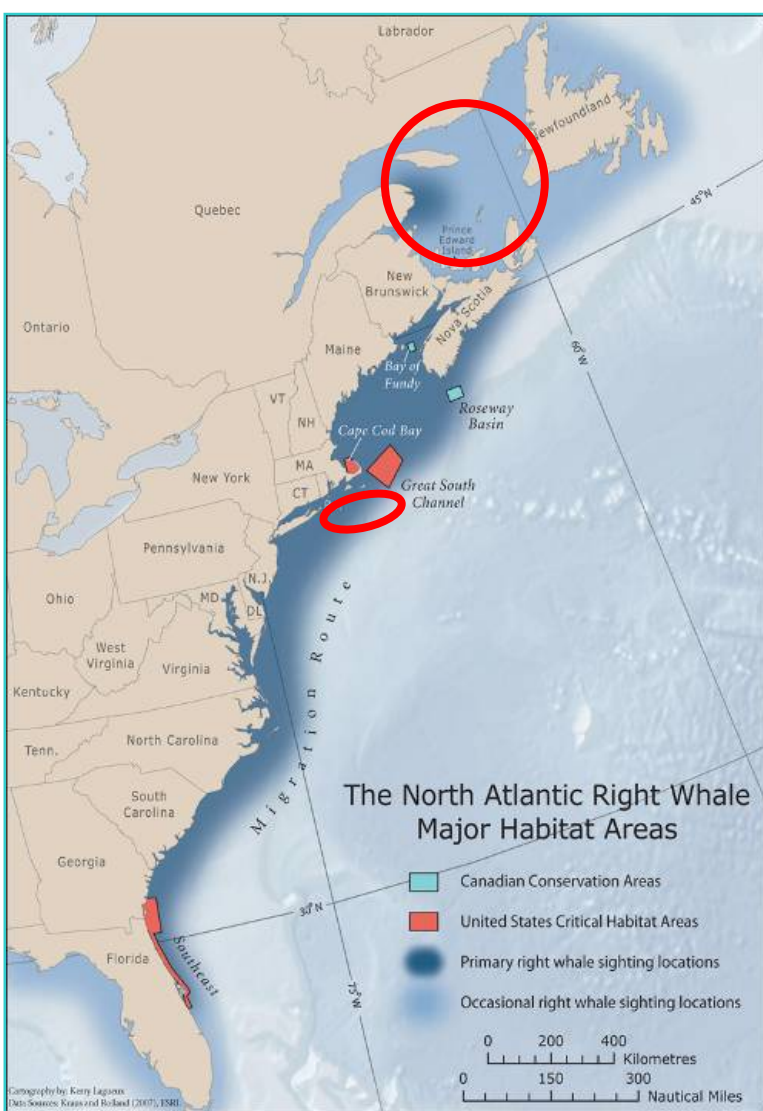 Labrador
Newfoundland
Quebec
45°N
Prince
Edward
Island
New
Brunswick
Nova Scotia
Ontario
Maine
60°W
Bay of
Fundy
VT
NH
Roseway
Basin
Cape Cod Bay
MA
New York
CT
Great South
Channel
Pennsylvania
N.J.
Ohio
MD
DL
West
Virginia
Virginia
Kentucky
Migration Route
North Carolina
Tenn.
South
Carolina
The North Atlantic Right Whale
Major Habitat Areas
Georgia
Canadian Conservation Areas
30°N
United States Critical Habitat Areas
Florida
Southeast
Primary right whale sighting locations
75°W
Occasional right whale sighting locations
0 200 400
Kilometres
0 150 300
Nautical Miles
Cartography by: Kerry Lagueux
Data Sources: Kraus and Rolland (2007), ESRI